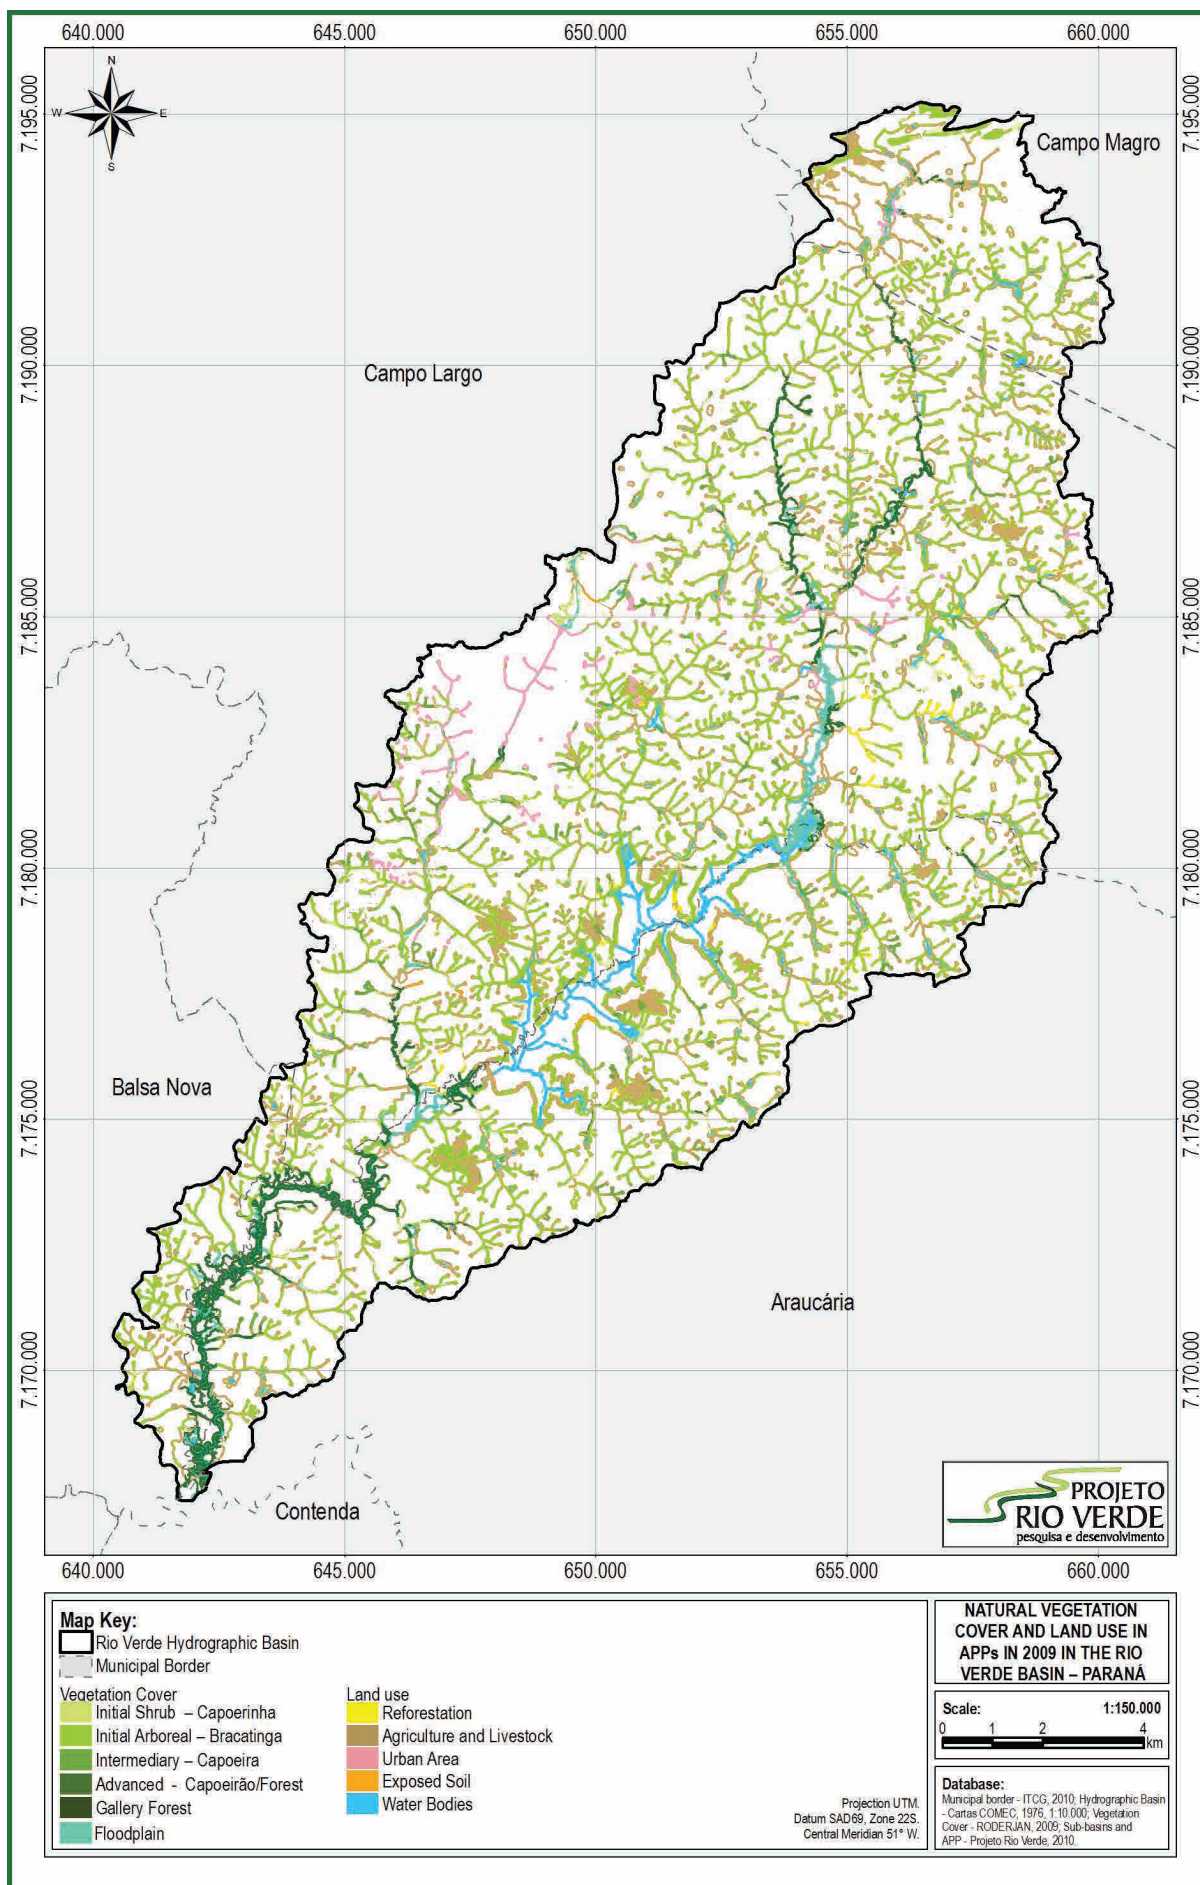 640.000 645.000 650.000 655.000 660.000
N
W E
S
7.195.000 7.195.000
Campo Magro
7.190.000 7.190.000
Campo Largo
7.185.000 7.185.000
7.180.000 7.180.000
Balsa Nova
7.175.000 7.175.000
Araucária
7.170.000 7.170.000
Contenda
PROJETO
RIO VERDE
pesquisa e desenvolvimento
640.000 645.000 650.000 655.000 660.000
Map Key:
Rio Verde Hydrographic Basin
Municipal Border
Vegetation Cover
Initial Shrub – Capoerinha
Initial Arboreal – Bracatinga
Intermediary – Capoeira
Advanced - Capoeirão/Forest
Gallery Forest
Floodplain
Land use
Reforestation
Agriculture and Livestock
Urban Area
Exposed Soil
Water Bodies
Projection UTM.
Datum SAD69, Zone 22S.
Central Meridian 51° W.
NATURAL VEGETATION
COVER AND LAND USE IN
APPs IN 2009 IN THE RIO
VERDE BASIN – PARANÁ
Scale: 1:150.000
0 1 2 4
km
Database:
Municipal border - ITCG, 2010; Hydrographic Basin
- Cartas COMEC, 1976, 1:10.000; Vegetation
Cover - RODERJAN, 2009; Sub-basins and
APP - Projeto Rio Verde, 2010.